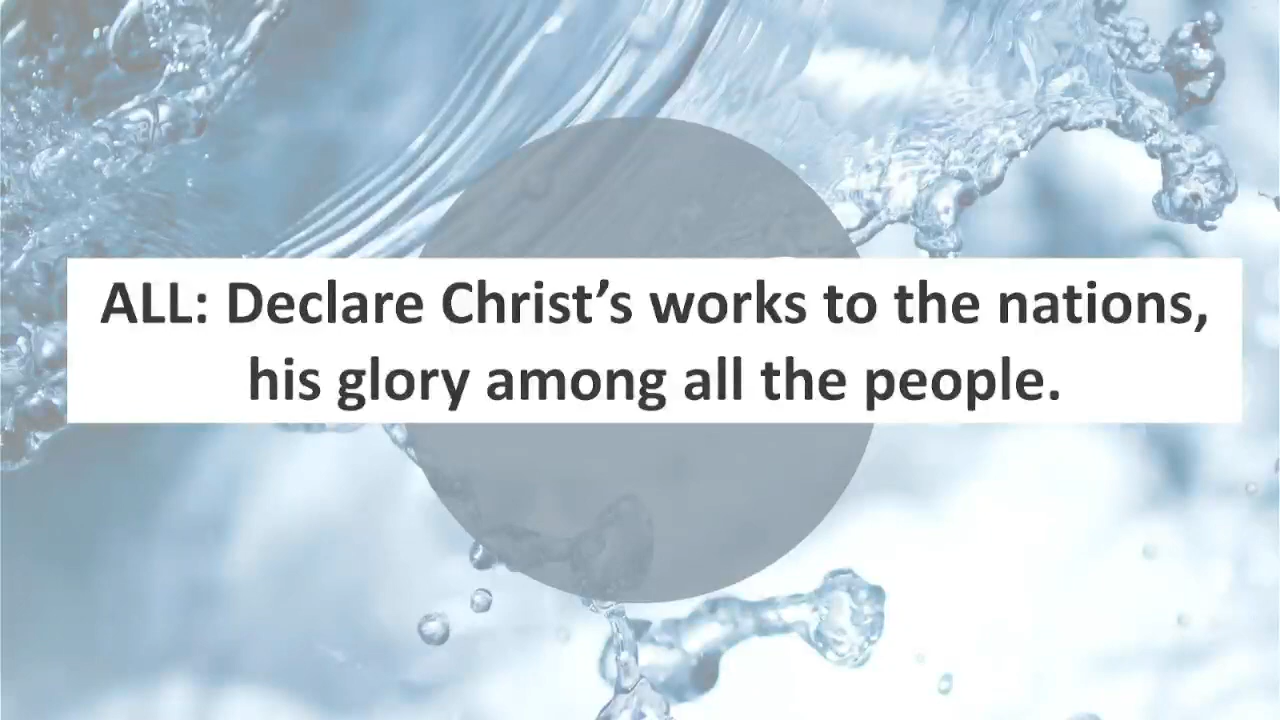 ALL: Declare Christ’s works to the nations,
his glory among all the people.